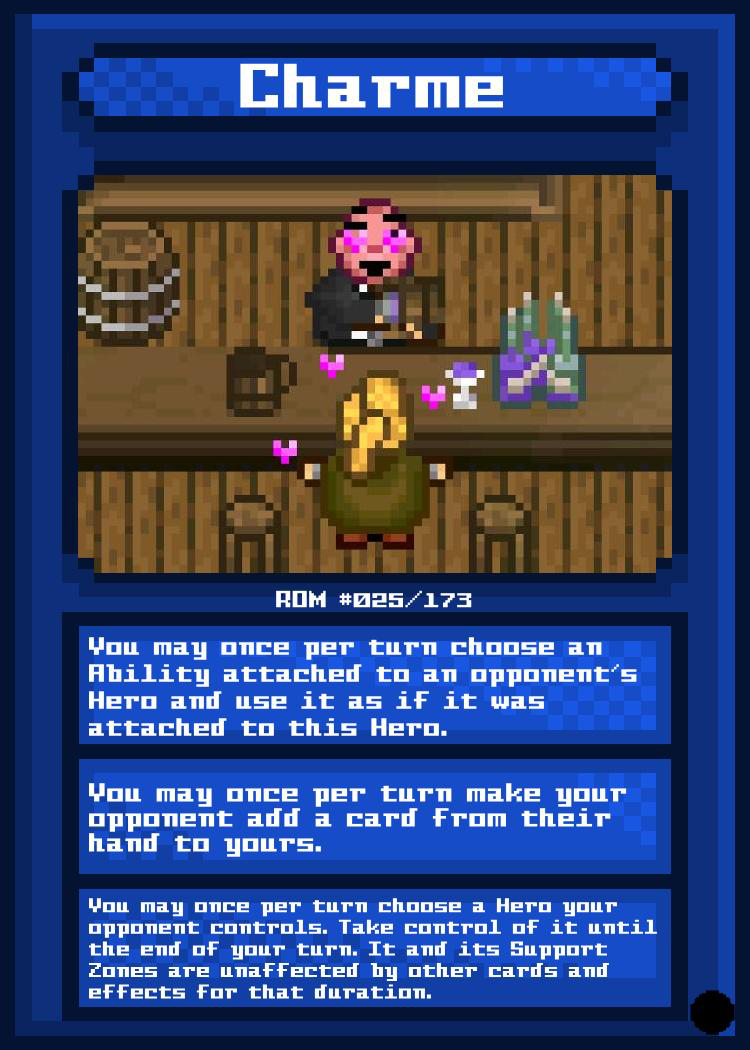 Charme
ROM #025/173
You may once per turn choose an
Ability attached to an opponent's
Hero and use it as if it was
attached to this Hero.
You may once per turn make your
opponent add a card from their
hand to yours.
You may once per turn choose a Hero your
opponent controls. Take control of it until
the end of your turn. It and its Support
Zones are unaffected by other cards and
effects for that duration.